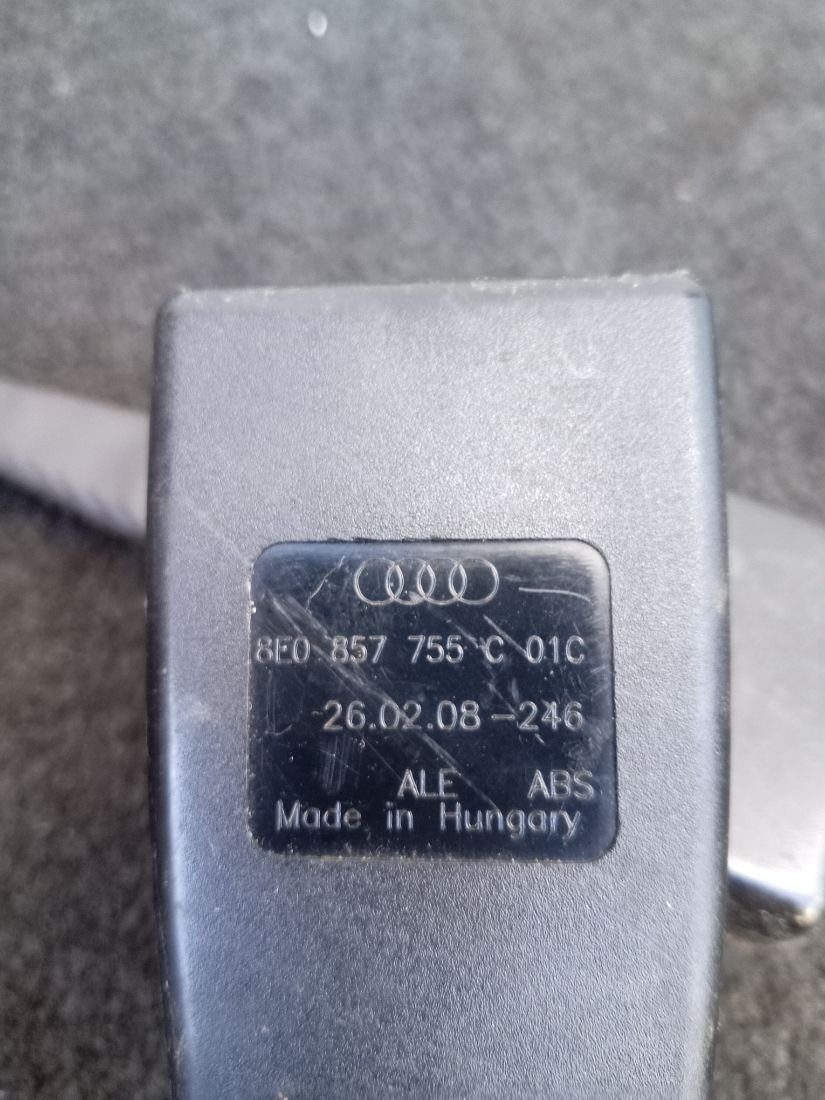 8E0 857 755 C 01C
26.02.08-246
ALE ABS
Made in Hungary